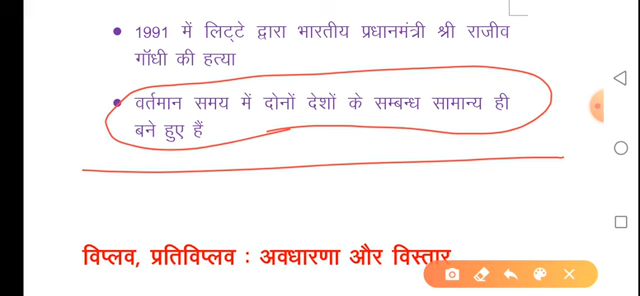 1991 में लिट्टे द्वारा भारतीय प्रधानमंत्री श्री राजीव
गॉधी की हत्या
वर्तमान समय में दोनों देशों के सम्बन्ध सामान्य ही
बने हुए हैं
विप्लव, प्रतिविप्लव : अवधारणा और विस्तार